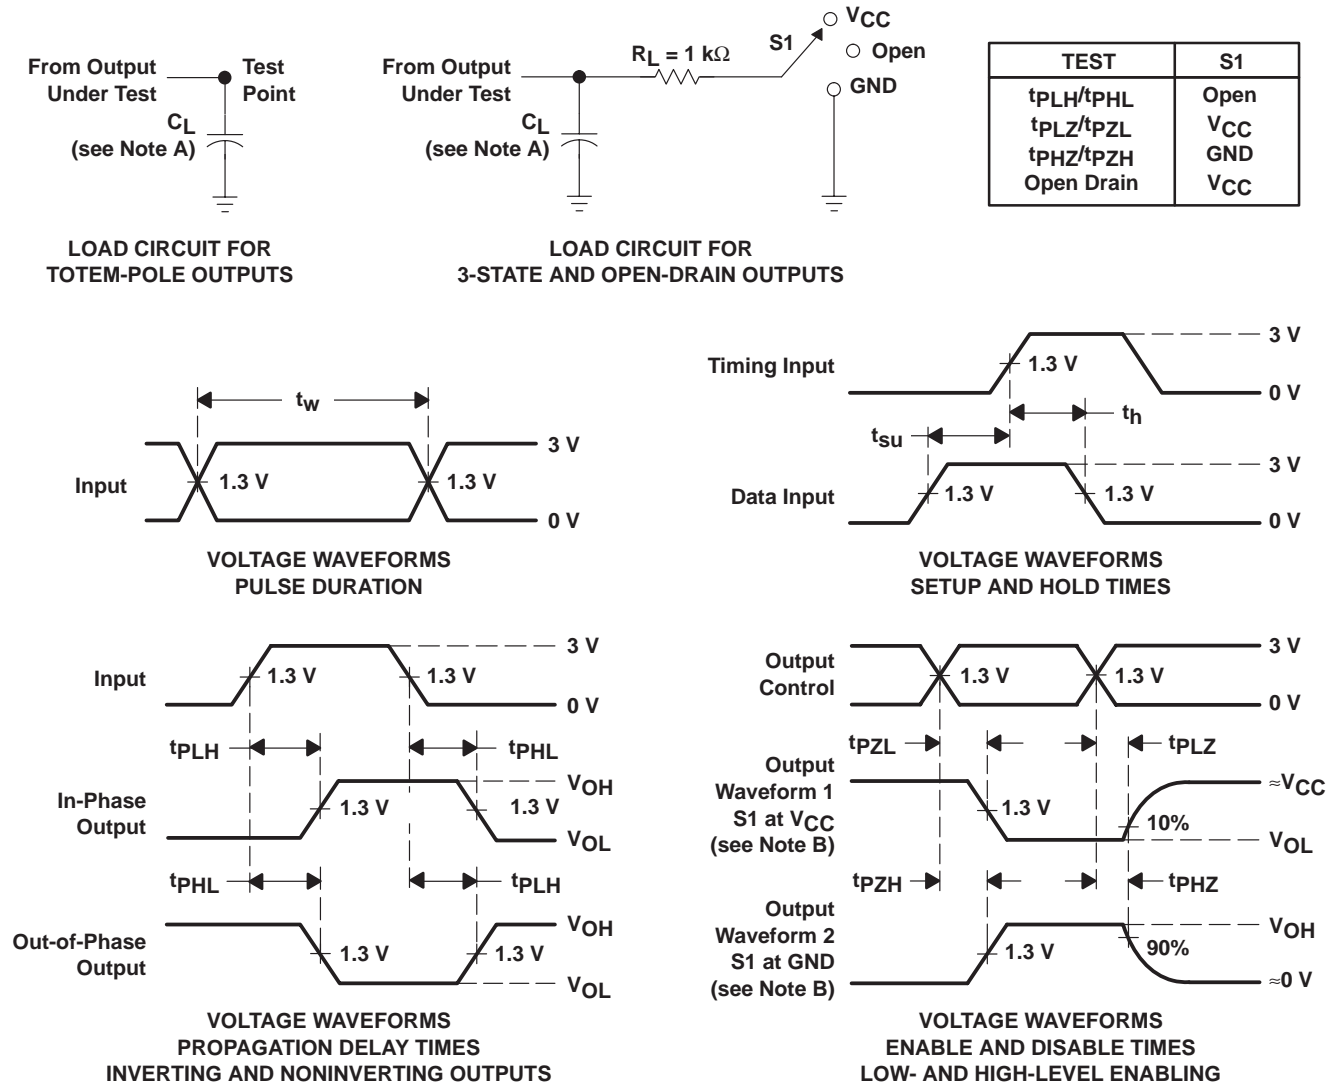 From Output
Under Test
Test
Point
CL
(see Note A)
LOAD CIRCUIT FOR
TOTEM-POLE OUTPUTS
From Output
Under Test
RL = 1 kΩ
S1
VCC
Open
GND
CL
(see Note A)
LOAD CIRCUIT FOR
3-STATE AND OPEN-DRAIN OUTPUTS
TEST S1
tPLH/tPHL Open
tPLZ/tPZL VCC
tPHZ/tPZH GND
Open Drain VCC
tw
3 V
Input 1.3 V 1.3 V
0 V
VOLTAGE WAVEFORMS
PULSE DURATION
3 V
Timing Input 1.3 V
0 V
th
tsu
3 V
Data Input 1.3 V 1.3 V
0 V
VOLTAGE WAVEFORMS
SETUP AND HOLD TIMES
3 V
Input 1.3 V 1.3 V
0 V
tPLH tPHL
VOH
In-Phase
Output
1.3 V 1.3 V
VOL
tPHL tPLH
VOH
Out-of-Phase
Output
1.3 V 1.3 V
VOL
VOLTAGE WAVEFORMS
PROPAGATION DELAY TIMES
INVERTING AND NONINVERTING OUTPUTS
3 V
Output
Control
1.3 V 1.3 V
0 V
tPZL tPLZ
Output
Waveform 1
S1 at VCC
(see Note B)
≈VCC
1.3 V 10%
VOL
tPZH tPHZ
Output
Waveform 2
S1 at GND
(see Note B)
VOH
1.3 V 90%
≈0 V
VOLTAGE WAVEFORMS
ENABLE AND DISABLE TIMES
LOW- AND HIGH-LEVEL ENABLING